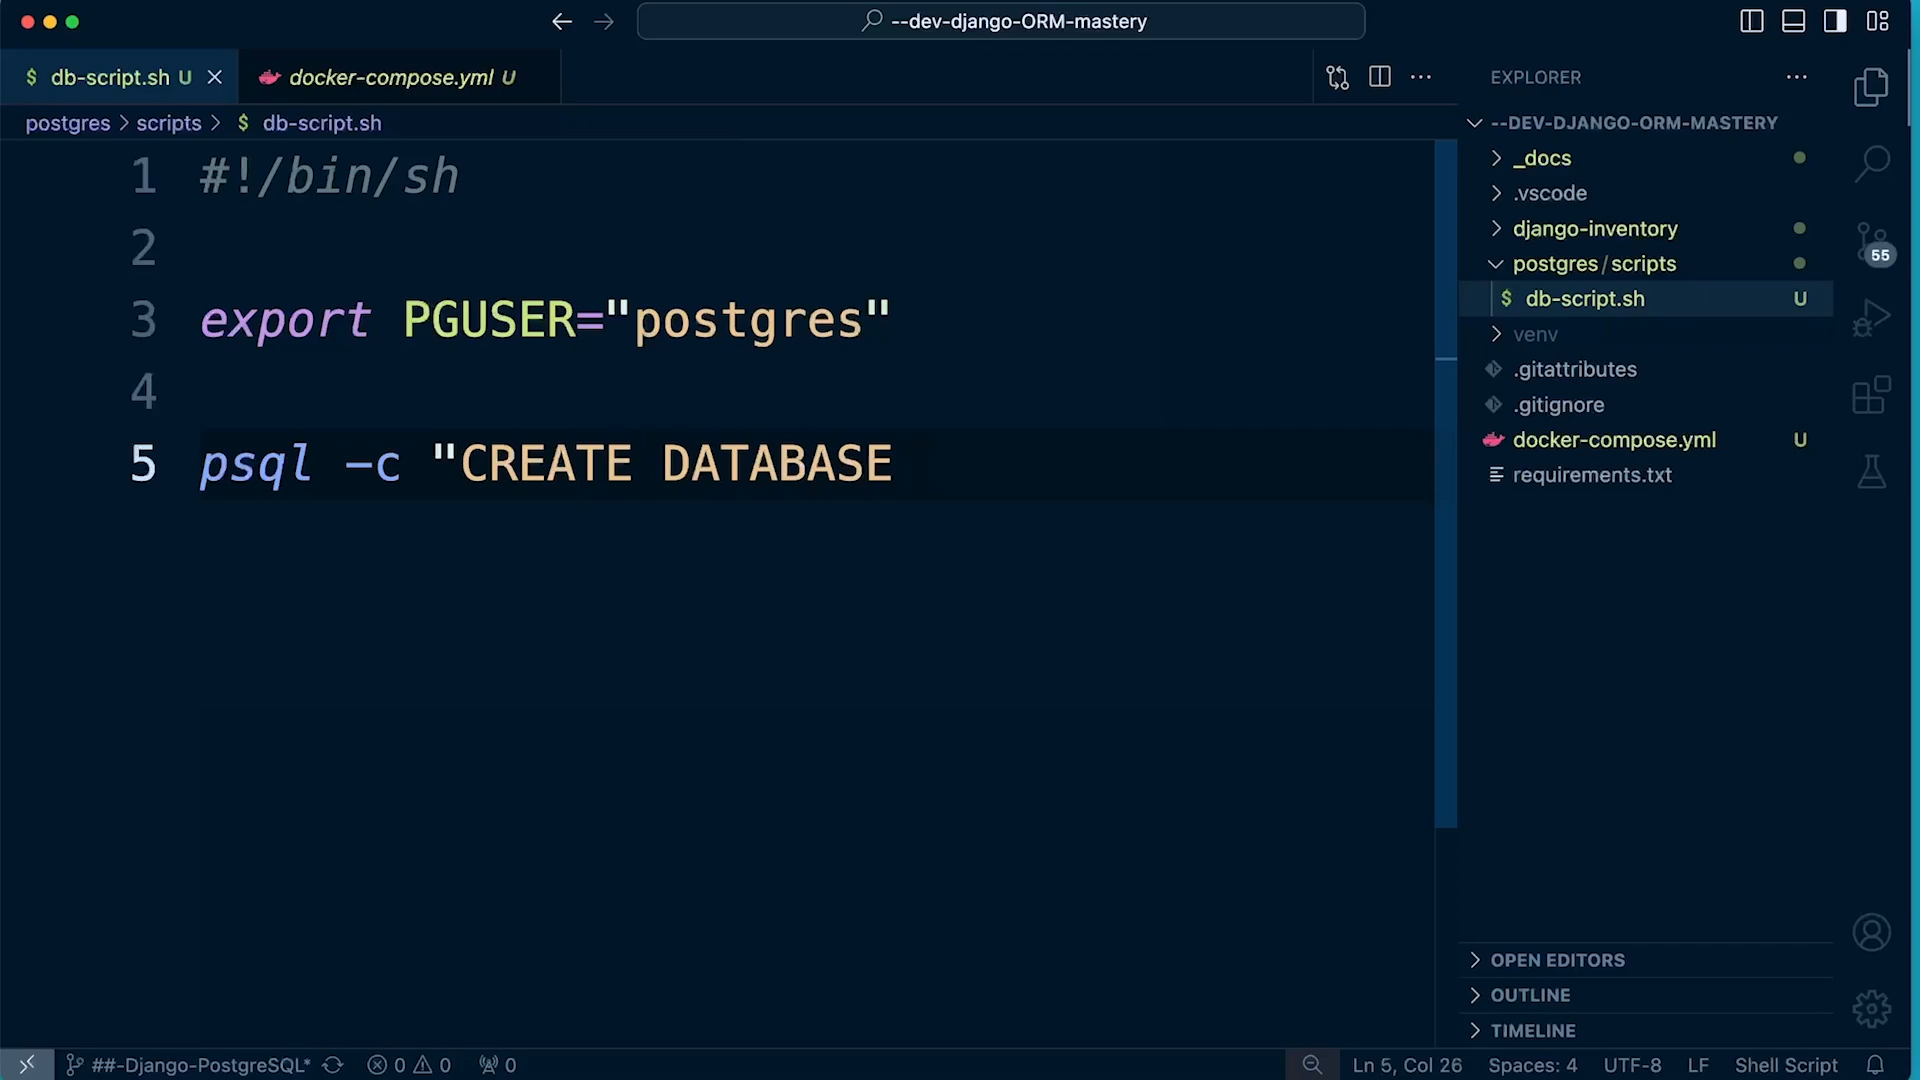 --dev-django-ORM-mastery
$ db-script.sh U
docker-compose.yml U
postgres > scripts > $ db-script.sh
1 #!/bin/sh
2
3 export PGUSER="postgres"
4
5 psql -c "CREATE DATABASE
EXPLORER
--DEV-DJANGO-ORM-MASTERY
_docs
.vscode
django-inventory
postgres/scripts
$ db-script.sh U
venv
.gitattributes
.gitignore
docker-compose.yml U
requirements.txt
55
OPEN EDITORS
OUTLINE
TIMELINE
##-Django-PostgreSQL* 0 0 0 Ln 5, Col 26 Spaces: 4 UTF-8 LF Shell Script